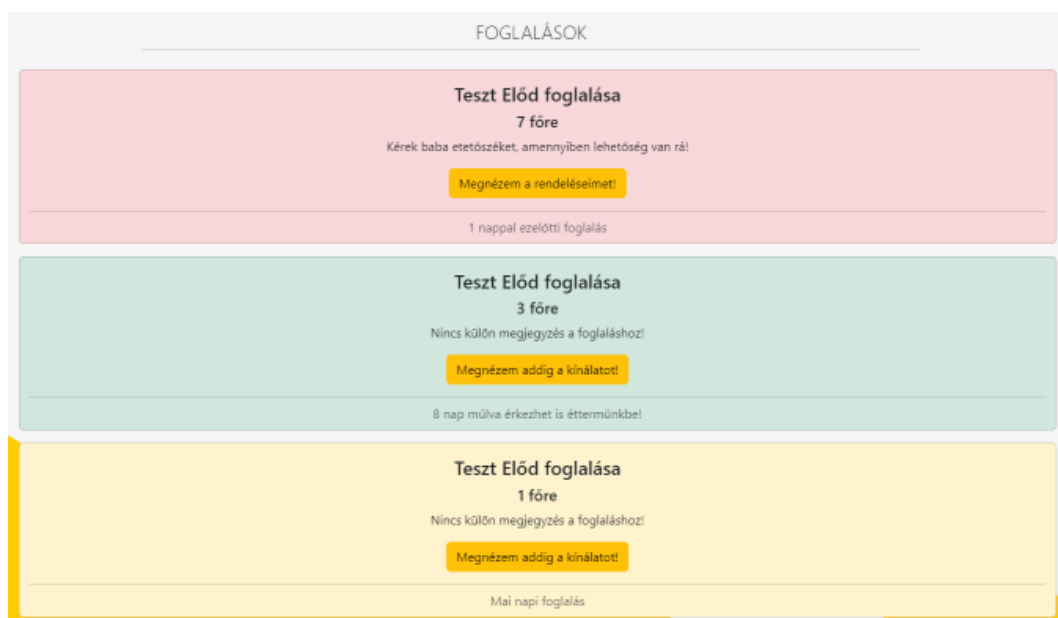 FOGLALÁSOK
Teszt Előd foglalása
7 főre
Kérek baba etetőszéket, amennyiben lehetőség van rá!
Megnézem a rendeléseimet!
1 nappal ezelőtti foglalás
Teszt Előd foglalása
3 főre
Nincs külön megjegyzés a foglaláshoz!
Megnézem addig a kínálatot!
8 nap múlva érkezhet is éttermünkbe!
Teszt Előd foglalása
1 főre
Nincs külön megjegyzés a foglaláshoz!
Megnézem addig a kínálatot!
Mai napi foglalás